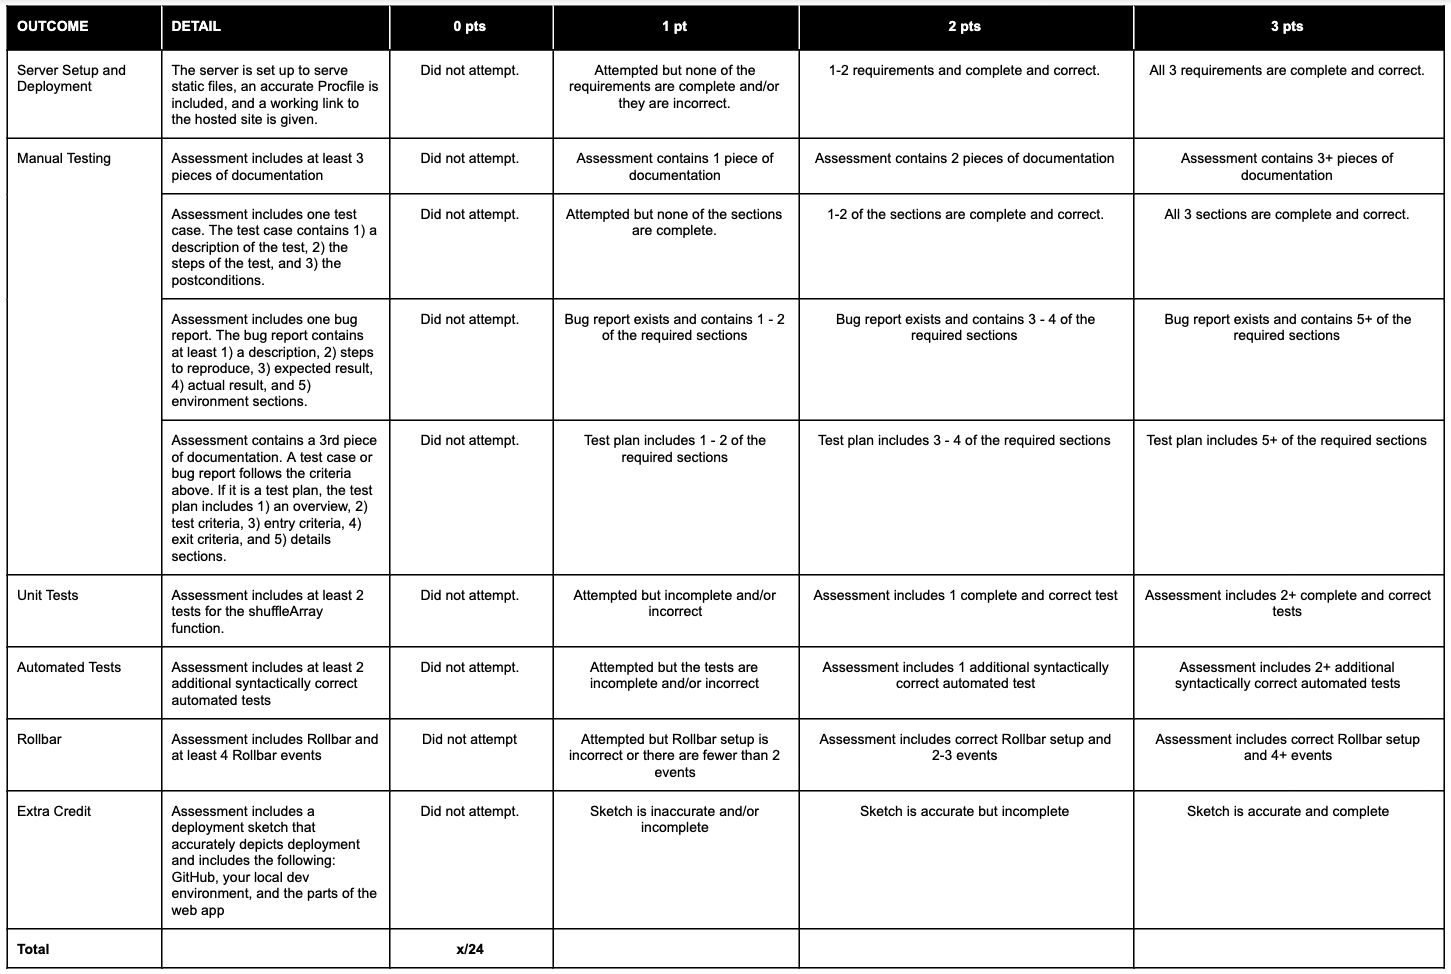 OUTCOME
DETAIL
0 pts
1 pt
2 pts
3 pts
Server Setup and
Deployment
The server is set up to serve
static files, an accurate Procfile is
included, and a working link to
the hosted site is given.
Did not attempt.
Attempted but none of the
requirements are complete and/or
they are incorrect.
1-2 requirements and complete and correct.
All 3 requirements are complete and correct.
Manual Testing
Assessment includes at least 3
pieces of documentation
Did not attempt.
Assessment contains 1 piece of
documentation
Assessment contains 2 pieces of documentation
Assessment contains 3+ pieces of
documentation
Assessment includes one test
case. The test case contains 1) a
description of the test, 2) the
steps of the test, and 3) the
postconditions.
Did not attempt.
Attempted but none of the sections
are complete.
1-2 of the sections are complete and correct.
All 3 sections are complete and correct.
Assessment includes one bug
report. The bug report contains
at least 1) a description, 2) steps
to reproduce, 3) expected result,
4) actual result, and 5)
environment sections.
Did not attempt.
Bug report exists and contains 1 - 2
of the required sections
Bug report exists and contains 3 - 4 of the
required sections
Bug report exists and contains 5+ of the
required sections
Assessment contains a 3rd piece
of documentation. A test case or
bug report follows the criteria
above. If it is a test plan, the test
plan includes 1) an overview, 2)
test criteria, 3) entry criteria, 4)
exit criteria, and 5) details
sections.
Did not attempt.
Test plan includes 1 - 2 of the
required sections
Test plan includes 3 - 4 of the required sections
Test plan includes 5+ of the required sections
Unit Tests
Assessment includes at least 2
tests for the shuffleArray
function.
Did not attempt.
Attempted but incomplete and/or
incorrect
Assessment includes 1 complete and correct test
Assessment includes 2+ complete and correct
tests
Automated Tests
Assessment includes at least 2
additional syntactically correct
automated tests
Did not attempt.
Attempted but the tests are
incomplete and/or incorrect
Assessment includes 1 additional syntactically
correct automated test
Assessment includes 2+ additional
syntactically correct automated tests
Rollbar
Assessment includes Rollbar and
at least 4 Rollbar events
Did not attempt
Attempted but Rollbar setup is
incorrect or there are fewer than 2
events
Assessment includes correct Rollbar setup and
2-3 events
Assessment includes correct Rollbar setup
and 4+ events
Extra Credit
Assessment includes a
deployment sketch that
accurately depicts deployment
and includes the following:
GitHub, your local dev
environment, and the parts of the
web app
Did not attempt.
Sketch is inaccurate and/or
incomplete
Sketch is accurate but incomplete
Sketch is accurate and complete
Total
x/24